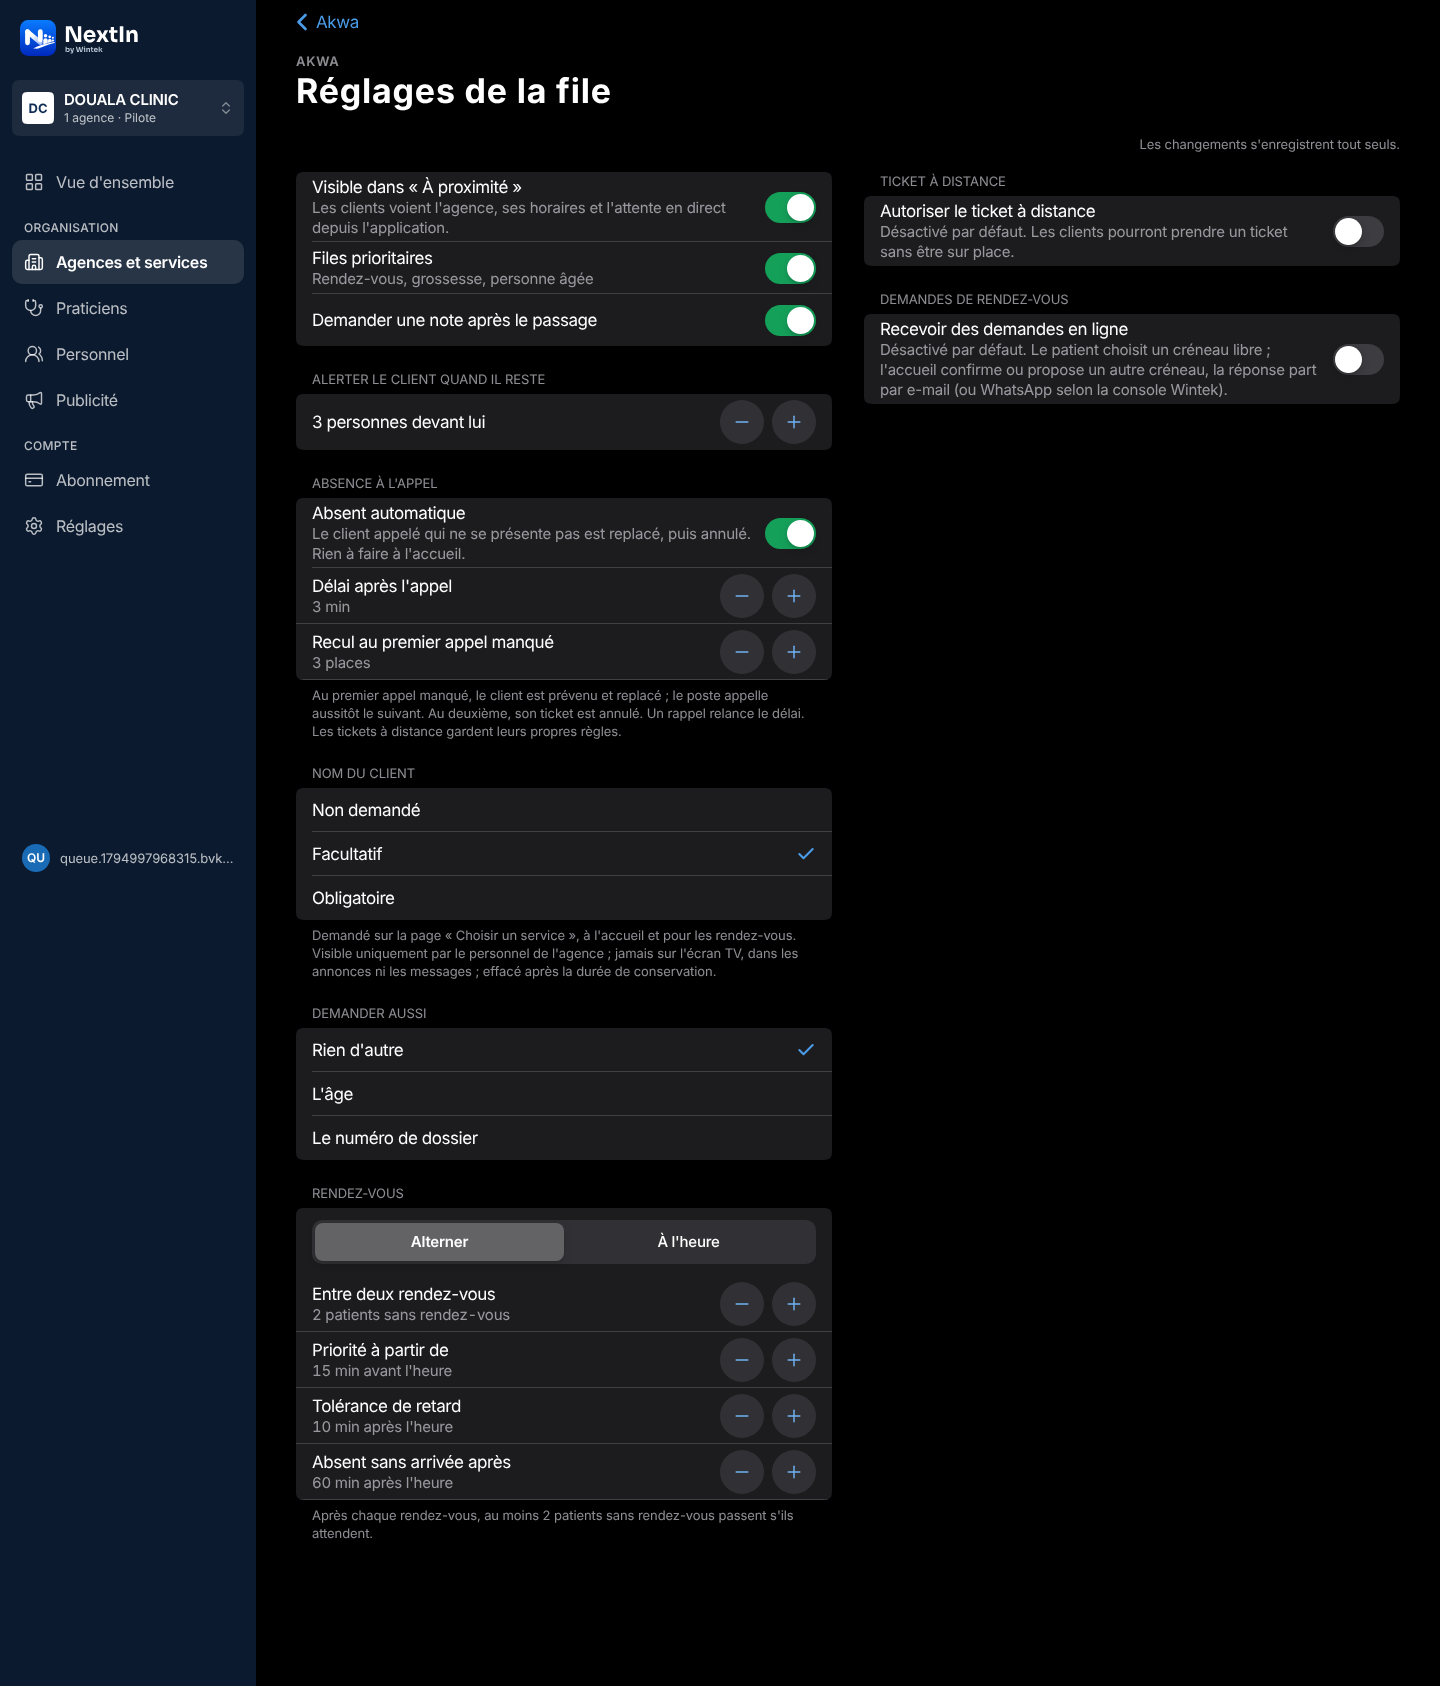 NextIn
by Wintek
DC
DOUALA CLINIC
1 agence · Pilote
Vue d'ensemble
ORGANISATION
Agences et services
Praticiens
Personnel
Publicité
COMPTE
Abonnement
Réglages
QU
queue.1794997968315.bvk...
Akwa
AKWA
Réglages de la file
Les changements s'enregistrent tout seuls.
Visible dans « À proximité »
Les clients voient l'agence, ses horaires et l'attente en direct
depuis l'application.
Files prioritaires
Rendez-vous, grossesse, personne âgée
Demander une note après le passage
ALERTER LE CLIENT QUAND IL RESTE
3 personnes devant lui
ABSENCE À L'APPEL
Absent automatique
Le client appelé qui ne se présente pas est replacé, puis annulé.
Rien à faire à l'accueil.
Délai après l'appel
3 min
Recul au premier appel manqué
3 places
Au premier appel manqué, le client est prévenu et replacé ; le poste appelle
aussitôt le suivant. Au deuxième, son ticket est annulé. Un rappel relance le délai.
Les tickets à distance gardent leurs propres règles.
NOM DU CLIENT
Non demandé
Facultatif
Obligatoire
Demandé sur la page « Choisir un service », à l'accueil et pour les rendez-vous.
Visible uniquement par le personnel de l'agence ; jamais sur l'écran TV, dans les
annonces ni les messages ; effacé après la durée de conservation.
DEMANDER AUSSI
Rien d'autre
L'âge
Le numéro de dossier
RENDEZ-VOUS
Alterner
À l'heure
Entre deux rendez-vous
2 patients sans rendez-vous
Priorité à partir de
15 min avant l'heure
Tolérance de retard
10 min après l'heure
Absent sans arrivée après
60 min après l'heure
Après chaque rendez-vous, au moins 2 patients sans rendez-vous passent s'ils
attendent.
TICKET À DISTANCE
Autoriser le ticket à distance
Désactivé par défaut. Les clients pourront prendre un ticket
sans être sur place.
DEMANDES DE RENDEZ-VOUS
Recevoir des demandes en ligne
Désactivé par défaut. Le patient choisit un créneau libre ;
l'accueil confirme ou propose un autre créneau, la réponse part
par e-mail (ou WhatsApp selon la console Wintek).